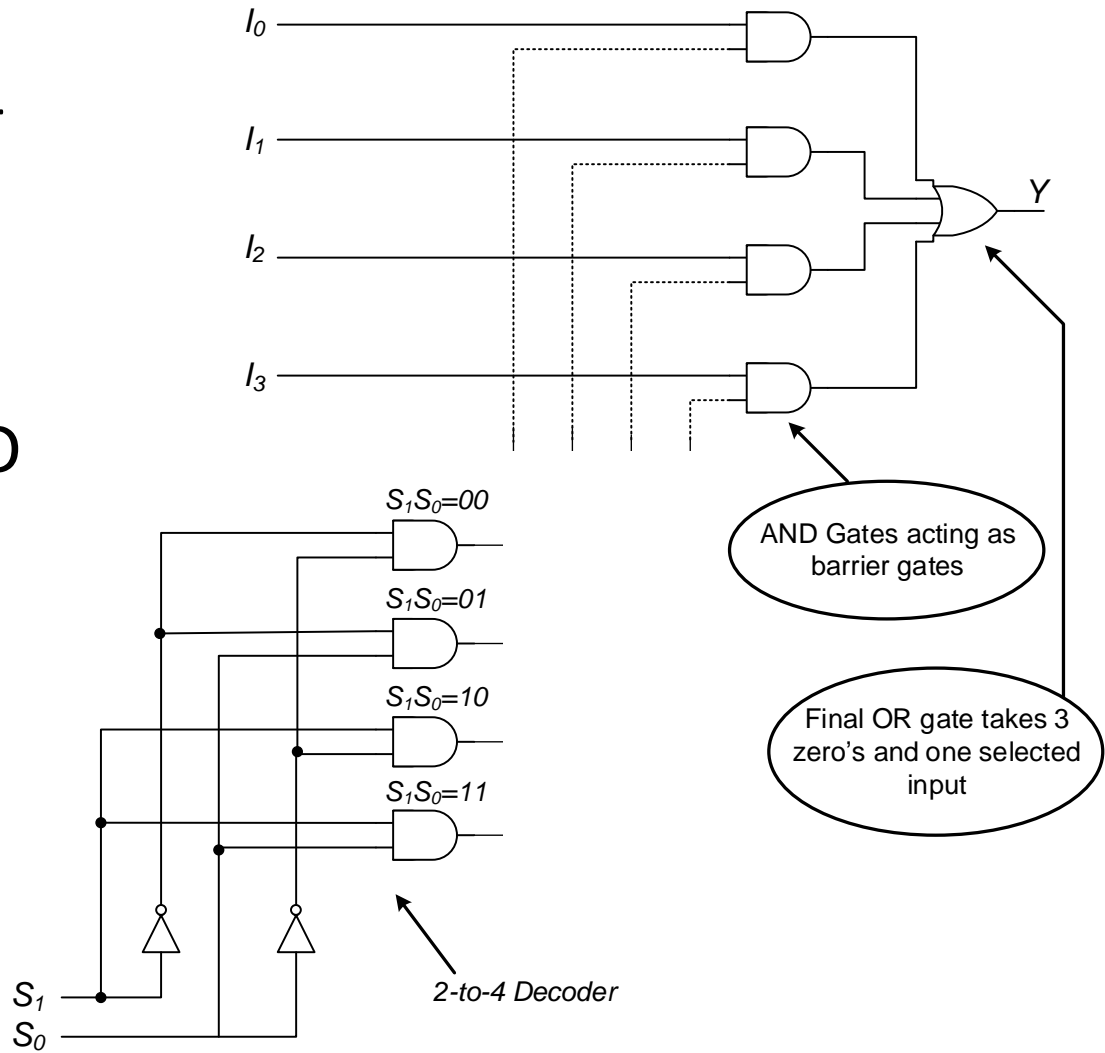 I0
I1
Y
I2
I3
S1S0=00
AND Gates acting as
barrier gates
S1S0=01
S1S0=10
Final OR gate takes 3
zero's and one selected
input
S1S0=11
2-to-4 Decoder
S1
S0